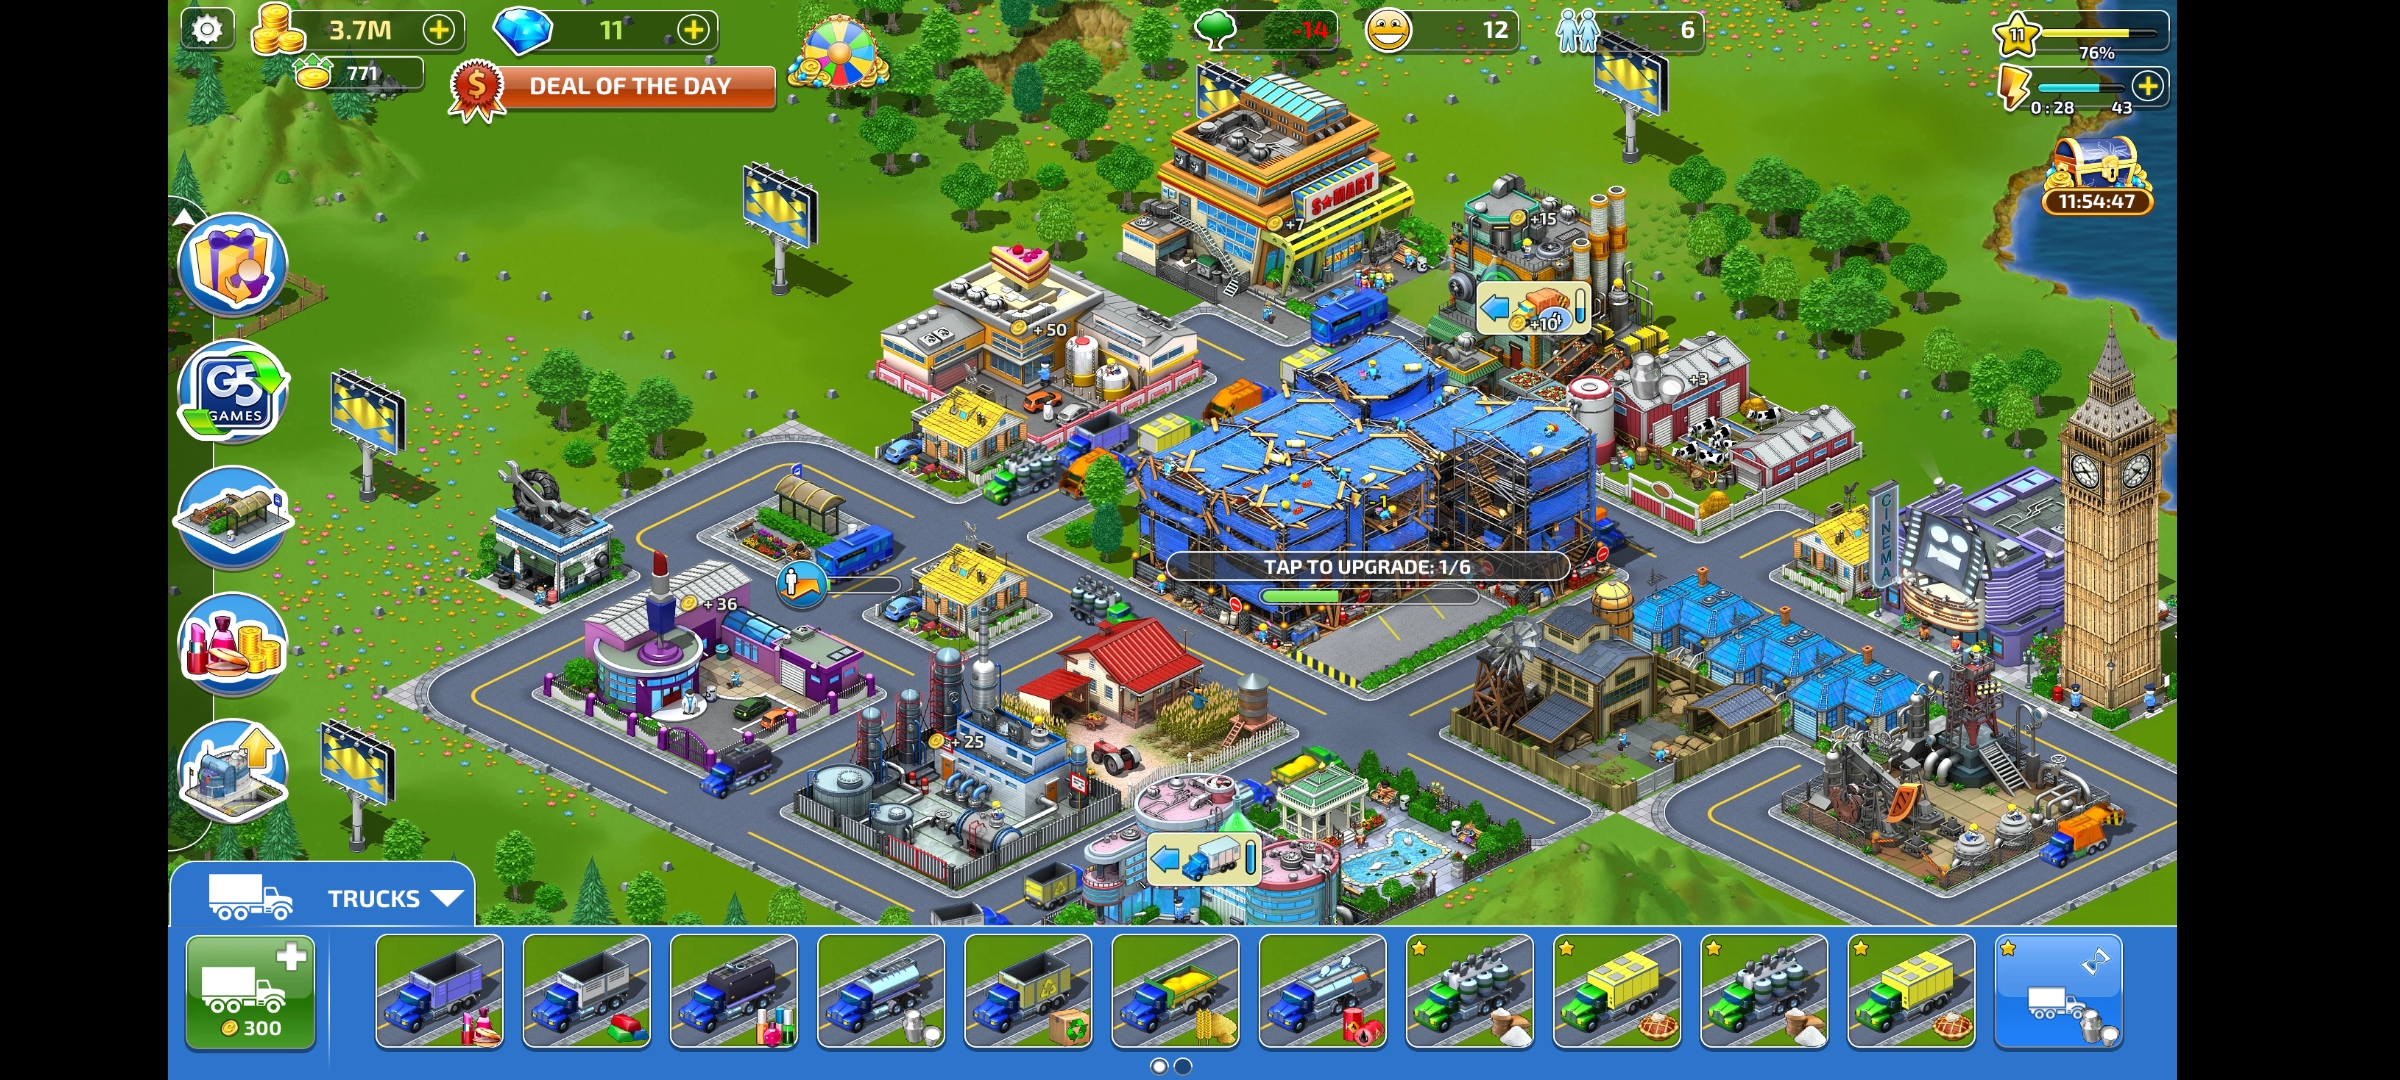 3.7M
11
-14
12
6
11
76%
771
DEAL OF THE DAY
0:28
43
11:54:47
S★MART
+7
+15
+50
+10
+3
G5
GAMES
CINEMA
-1
TAP TO UPGRADE: 1/6
+36
+25
TRUCKS
300